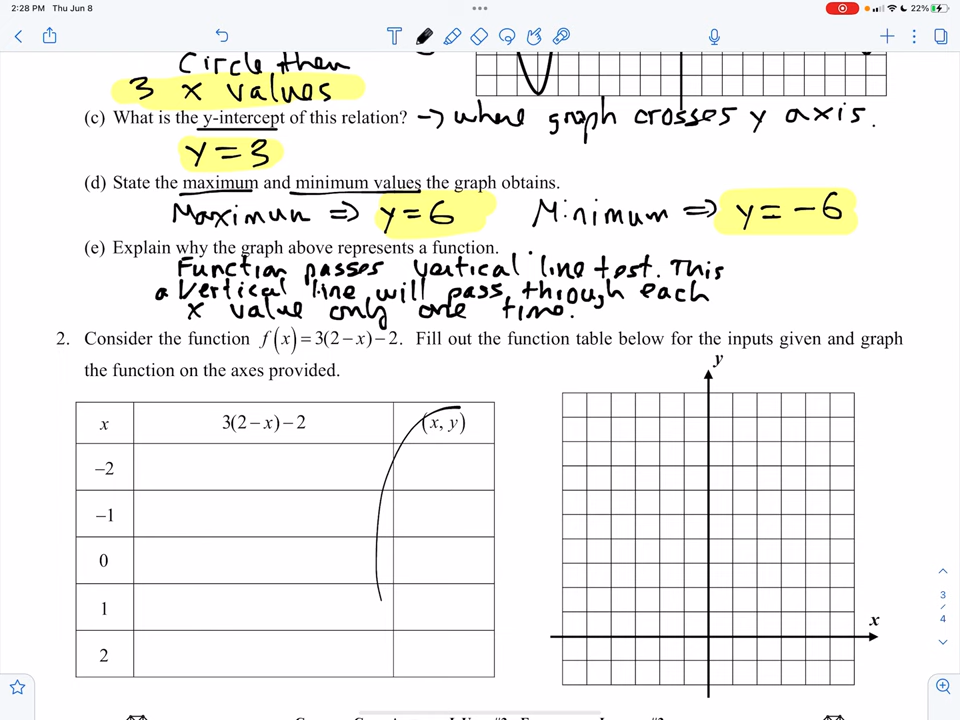 2:28 PM Thu Jun 8
22%
Circle then
3 x values
(c) What is the y-intercept of this relation? → where graph crosses y axis.
y = 3
(d) State the maximum and minimum values the graph obtains.
Maximum ⇒ y = 6 Minimum ⇒ y = -6
(e) Explain why the graph above represents a function.
Function passes vertical line test. This
a vertical line will pass through each
x value only one time.
2. Consider the function f(x) = 3(2 − x) − 2. Fill out the function table below for the inputs given and graph
the function on the axes provided.
y
x 3(2 − x) − 2 (x, y)
−2
−1
0
1
2
x
3
/
4